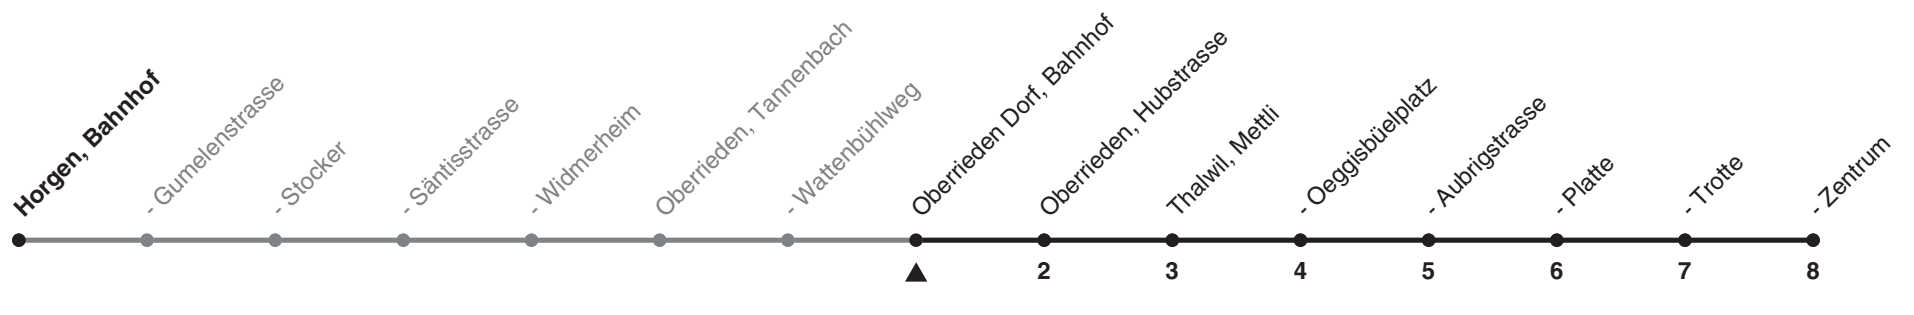 Horgen, Bahnhof
- Gumelenstrasse
- Stocker
- Säntisstrasse
- Widmerheim
Oberrieden, Tannenbach
- Wattenbühlweg
Oberrieden Dorf, Bahnhof
Oberrieden, Hubstrasse
Thalwil, Mettli
- Oeggisbüelplatz
- Aubrigstrasse
- Platte
- Trotte
- Zentrum
2 3 4 5 6 7 8